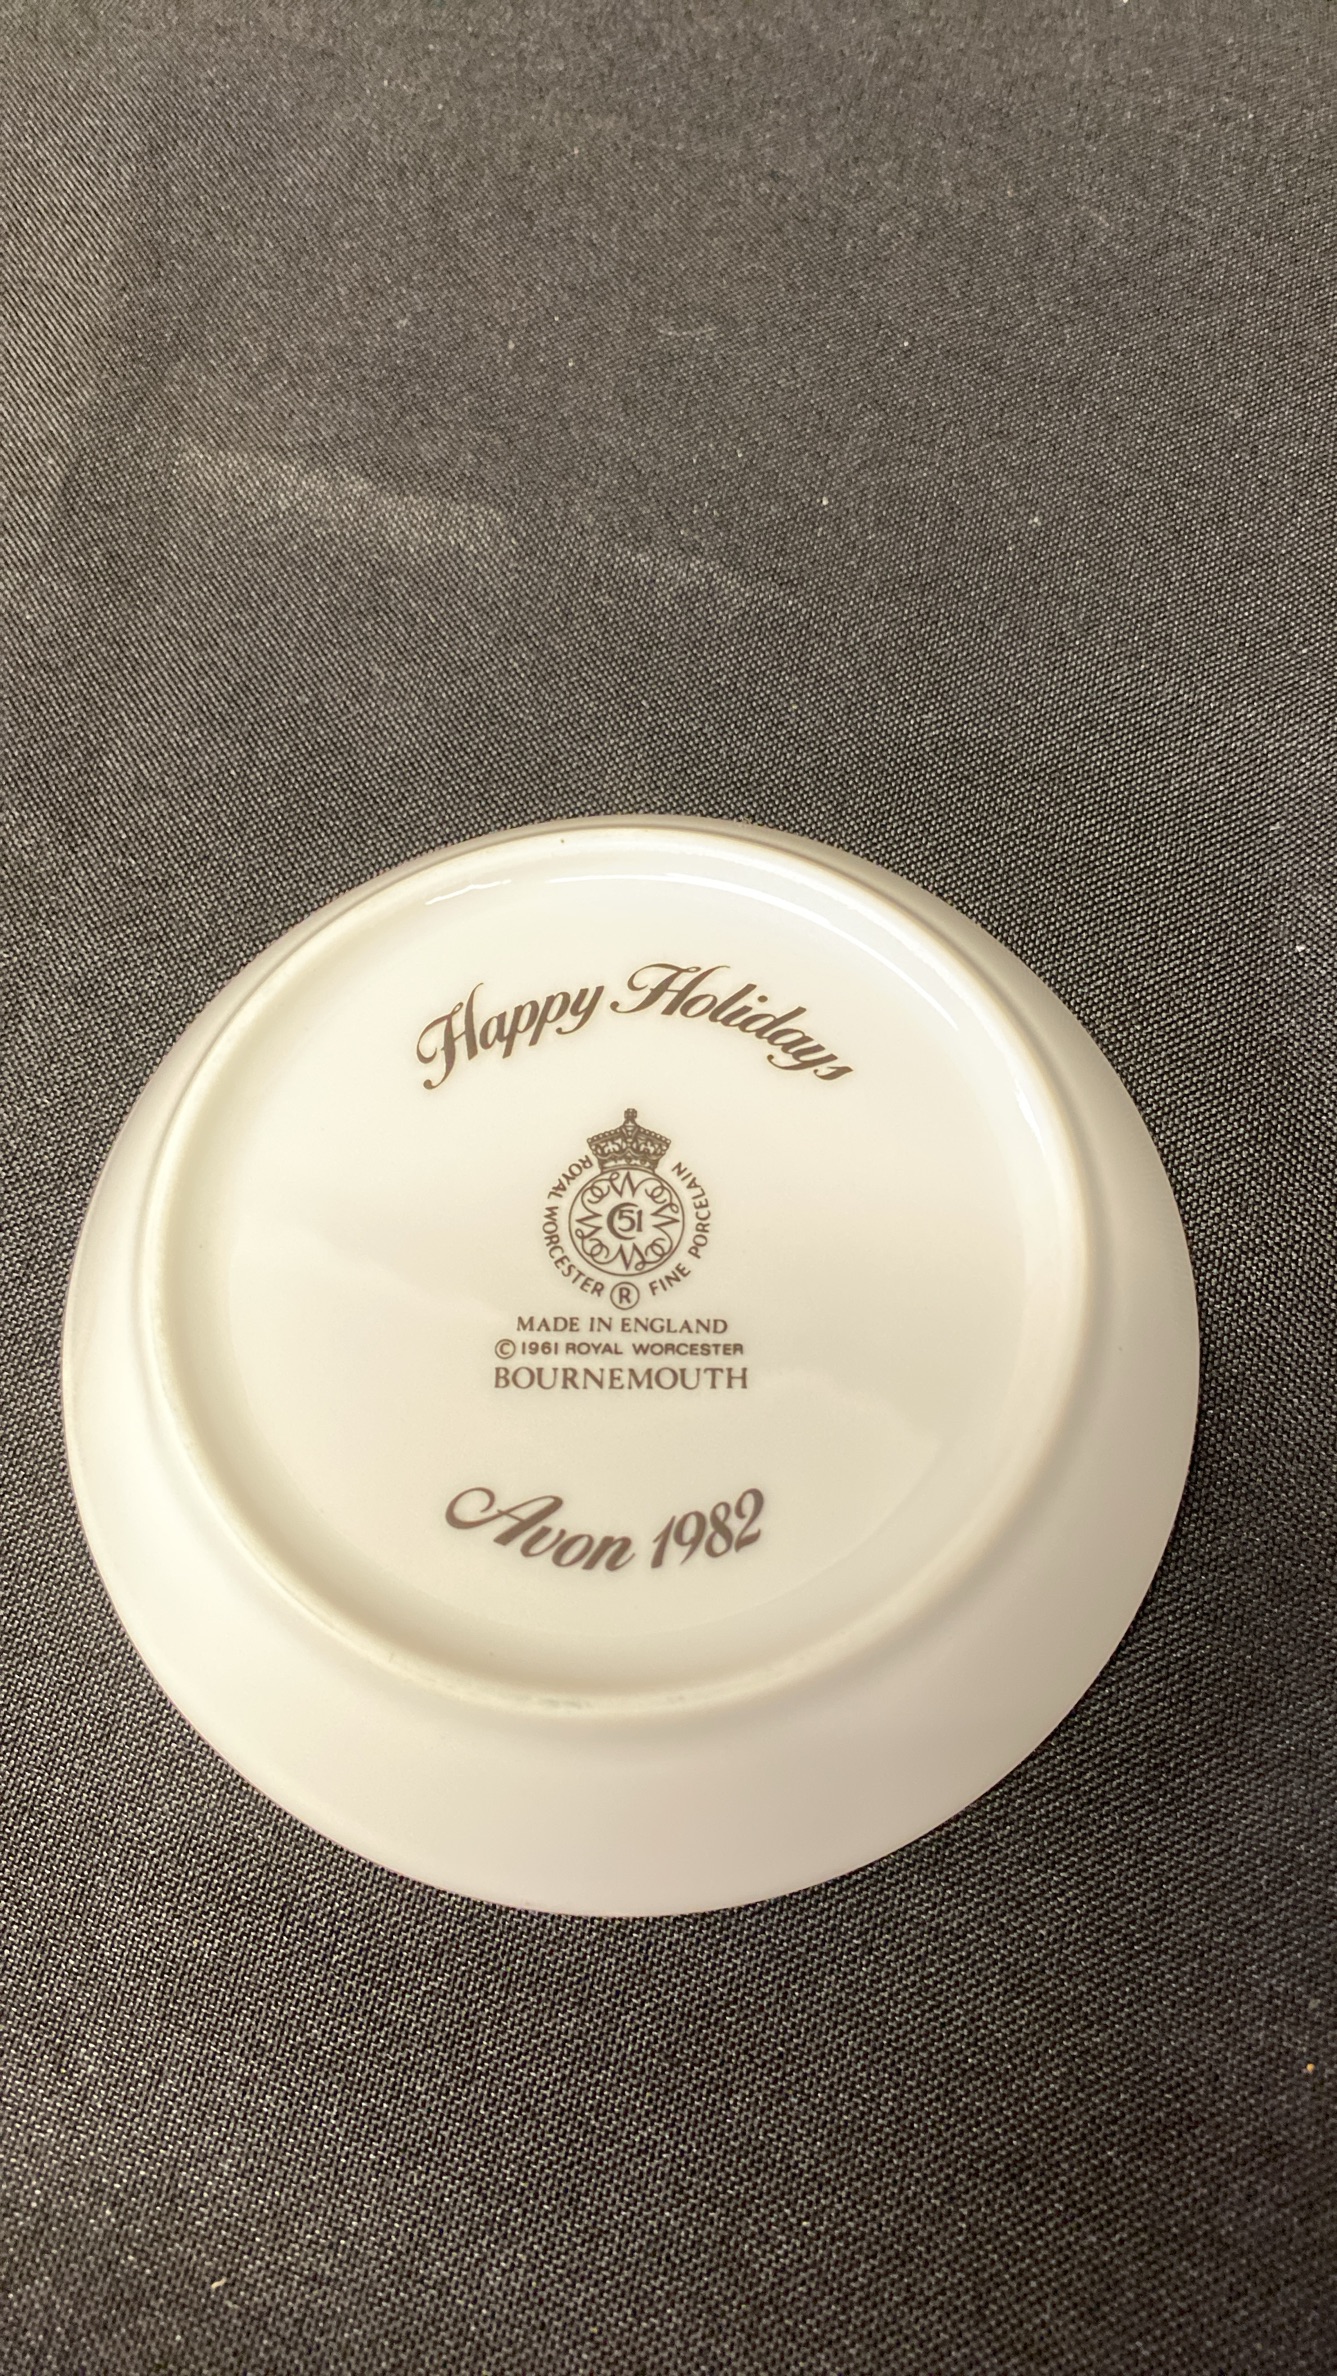 Happy Holidays
ROYAL WORCESTER ® FINE PORCELAIN
51
MADE IN ENGLAND
© 1961 ROYAL WORCESTER
BOURNEMOUTH
Avon 1982